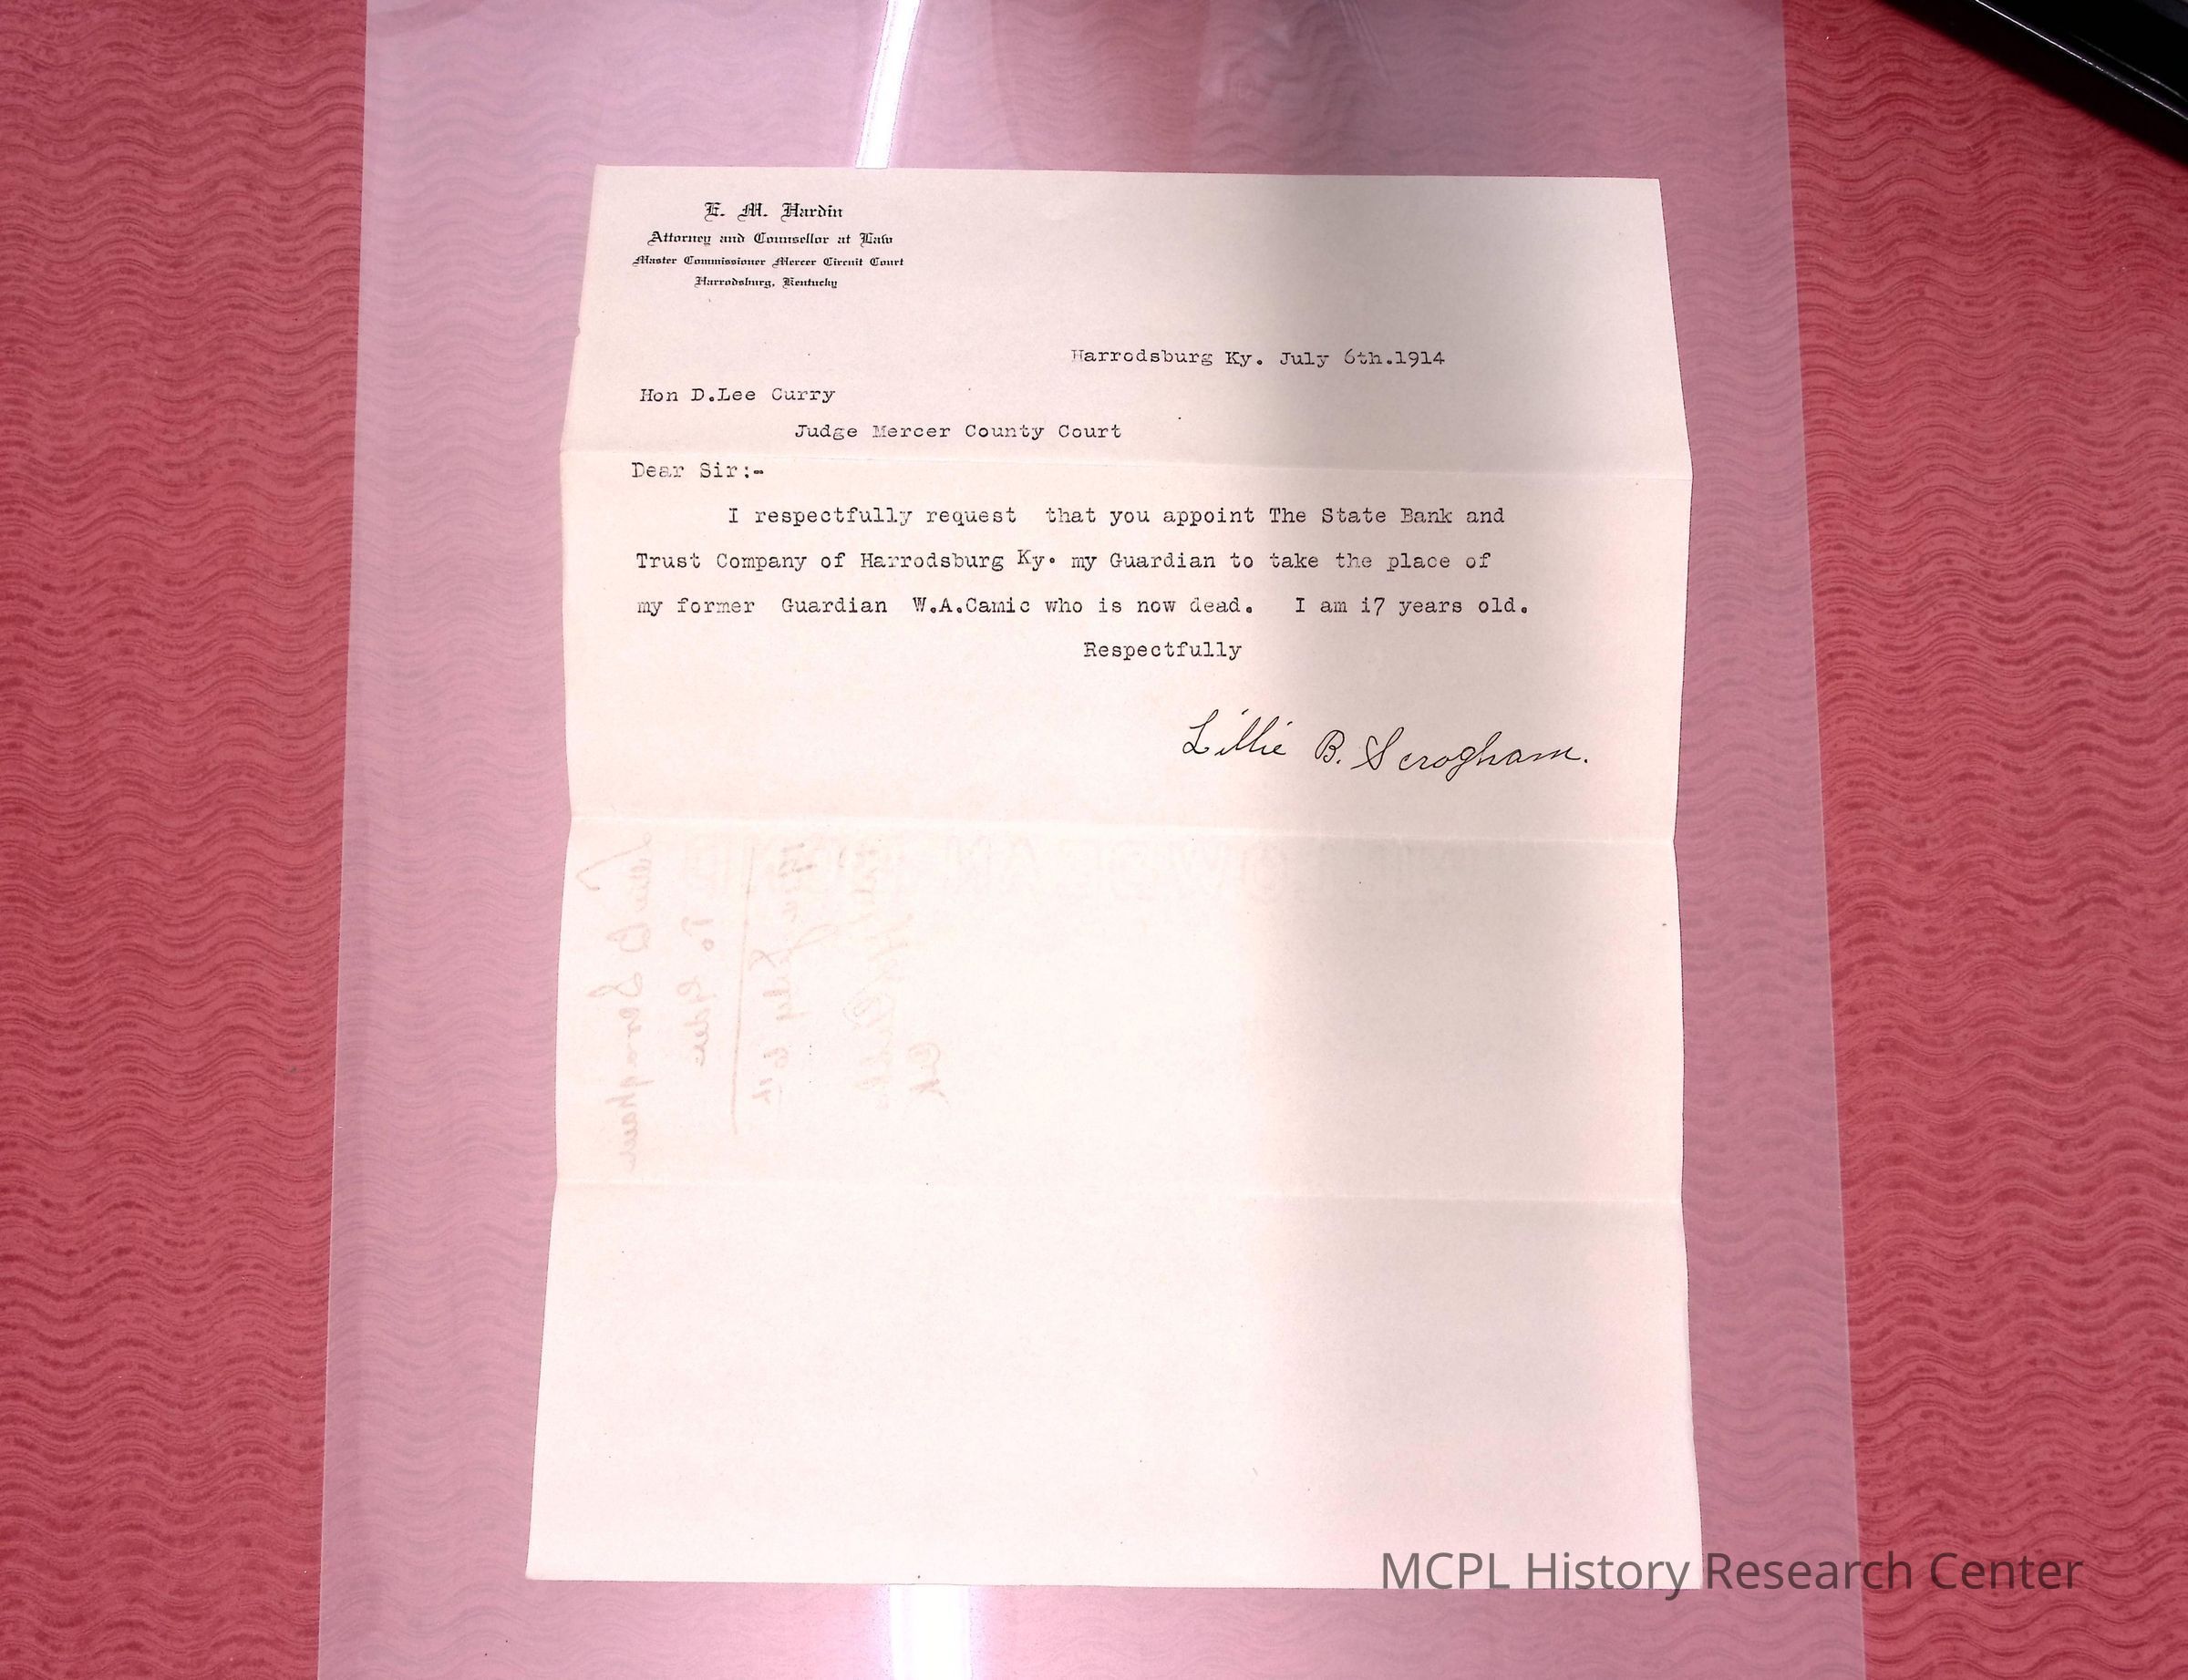 E. M. Hardin
Attorney and Counsellor at Law
Master Commissioner Mercer Circuit Court
Harrodsburg, Kentucky
Harrodsburg Ky. July 6th.1914
Hon D.Lee Curry
Judge Mercer County Court
Dear Sir:-
I respectfully request that you appoint The State Bank and
Trust Company of Harrodsburg Ky. my Guardian to take the place of
my former Guardian W.A.Camic who is now dead. I am i7 years old.
Respectfully
Lillie B. Scrogham.
MCPL History Research Center